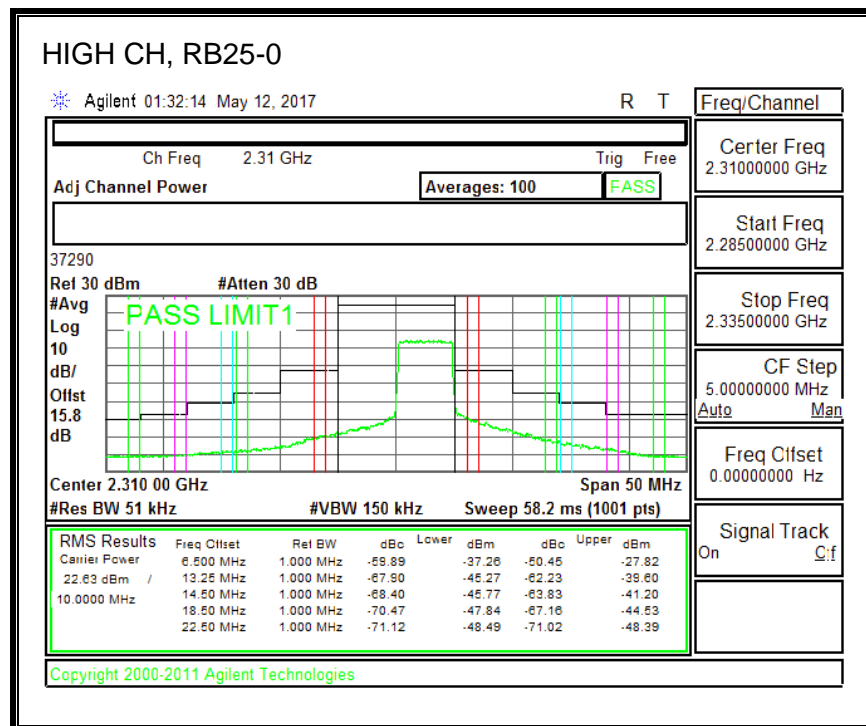 HIGH CH, RB25-0
Agilent 01:32:14 May 12, 2017 R T
Freq/Channel
Ch Freq 2.31 GHz Trig Free
Adj Channel Power Averages: 100 PASS
Center Freq
2.31000000 GHz
Start Freq
2.28500000 GHz
Stop Freq
2.33500000 GHz
CF Step
5.00000000 MHz
Auto Man
Freq Offset
0.00000000 Hz
Signal Track
On Off
37290
Ref 30 dBm #Atten 30 dB
#Avg
Log
10
dB/
Offst
15.8
dB
PASS LIMIT1
Center 2.310 00 GHz Span 50 MHz
#Res BW 51 kHz #VBW 150 kHz Sweep 58.2 ms (1001 pts)
RMS Results Freq Offset Ref BW dBc Lower dBm dBc Upper dBm
Carrier Power 6.500 MHz 1.000 MHz -59.89 -37.26 -50.45 -27.82
22.63 dBm / 13.25 MHz 1.000 MHz -67.90 -45.27 -62.23 -39.60
10.0000 MHz 14.50 MHz 1.000 MHz -68.40 -45.77 -63.83 -41.20
18.50 MHz 1.000 MHz -70.47 -47.84 -67.16 -44.53
22.50 MHz 1.000 MHz -71.12 -48.49 -71.02 -48.39
Copyright 2000-2011 Agilent Technologies